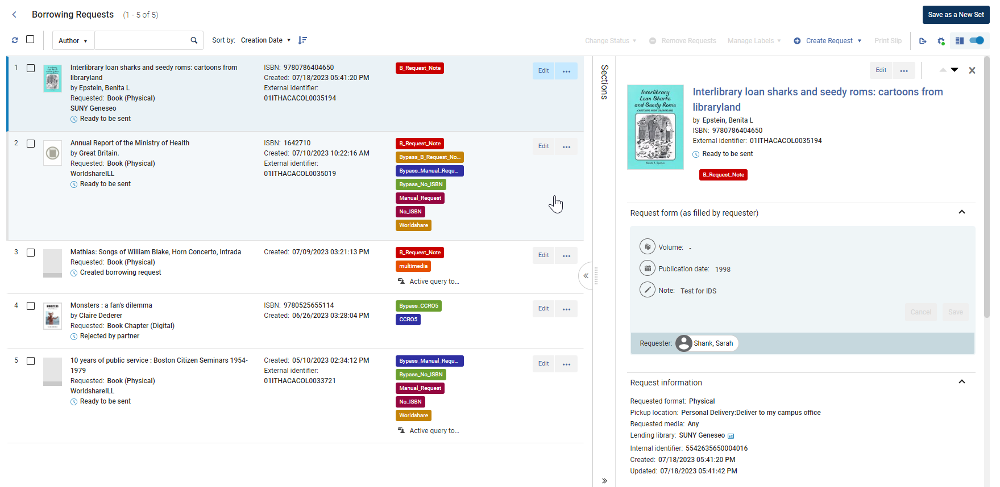 Borrowing Requests (1 - 5 of 5)
Save as a New Set
Author
Sort by: Creation Date
Change Status
Remove Requests
Manage Labels
Create Request
Print Slip
1
Interlibrary loan sharks and seedy roms: cartoons from
libraryland
by Epstein, Benita L
Requested: Book (Physical)
SUNY Geneseo
Ready to be sent
ISBN: 9780786404650
Created: 07/18/2023 05:41:20 PM
External identifier:
01ITHACACOL0035194
B_Request_Note
Edit
2
Annual Report of the Ministry of Health
by Great Britain.
Requested: Book (Physical)
WorldshareILL
Ready to be sent
ISBN: 1642710
Created: 07/10/2023 10:22:16 AM
External identifier:
01ITHACACOL0035019
B_Request_Note
Bypass_B_Request_No...
Bypass_Manual_Requ...
Bypass_No_ISBN
Manual_Request
No_ISBN
Worldshare
Edit
3
Mathias: Songs of William Blake, Horn Concerto, Intrada
Requested: Book (Physical)
Created borrowing request
Created: 07/09/2023 03:21:13 PM
B_Request_Note
multimedia
Active query to...
Edit
4
MONSTERS
Monsters : a fan's dilemma
by Claire Dederer
Requested: Book Chapter (Digital)
Rejected by partner
ISBN: 9780525655114
Created: 06/26/2023 03:28:04 PM
Bypass_CCRO5
CCRO5
Edit
5
10 years of public service : Boston Citizen Seminars 1954-
1979
Requested: Book (Physical)
WorldshareILL
Ready to be sent
Created: 05/10/2023 02:34:12 PM
External identifier:
01ITHACACOL0033721
Bypass_Manual_Requ...
Bypass_No_ISBN
Manual_Request
No_ISBN
Worldshare
Active query to...
Edit
Sections
Edit
Interlibrary
Loan Sharks
and Seedy Roms
CARTOONS FROM LIBRARYLAND
Benita L. Epstein
Interlibrary loan sharks and seedy roms: cartoons from
libraryland
by Epstein, Benita L
ISBN: 9780786404650
External identifier: 01ITHACACOL0035194
Ready to be sent
B_Request_Note
Request form (as filled by requester)
Volume: -
Publication date: 1998
Note: Test for IDS
Cancel
Save
Requester: Shank, Sarah
Request information
Requested format: Physical
Pickup location: Personal Delivery:Deliver to my campus office
Requested media: Any
Lending library: SUNY Geneseo
Internal identifier: 5542635650004016
Created: 07/18/2023 05:41:20 PM
Updated: 07/18/2023 05:41:42 PM